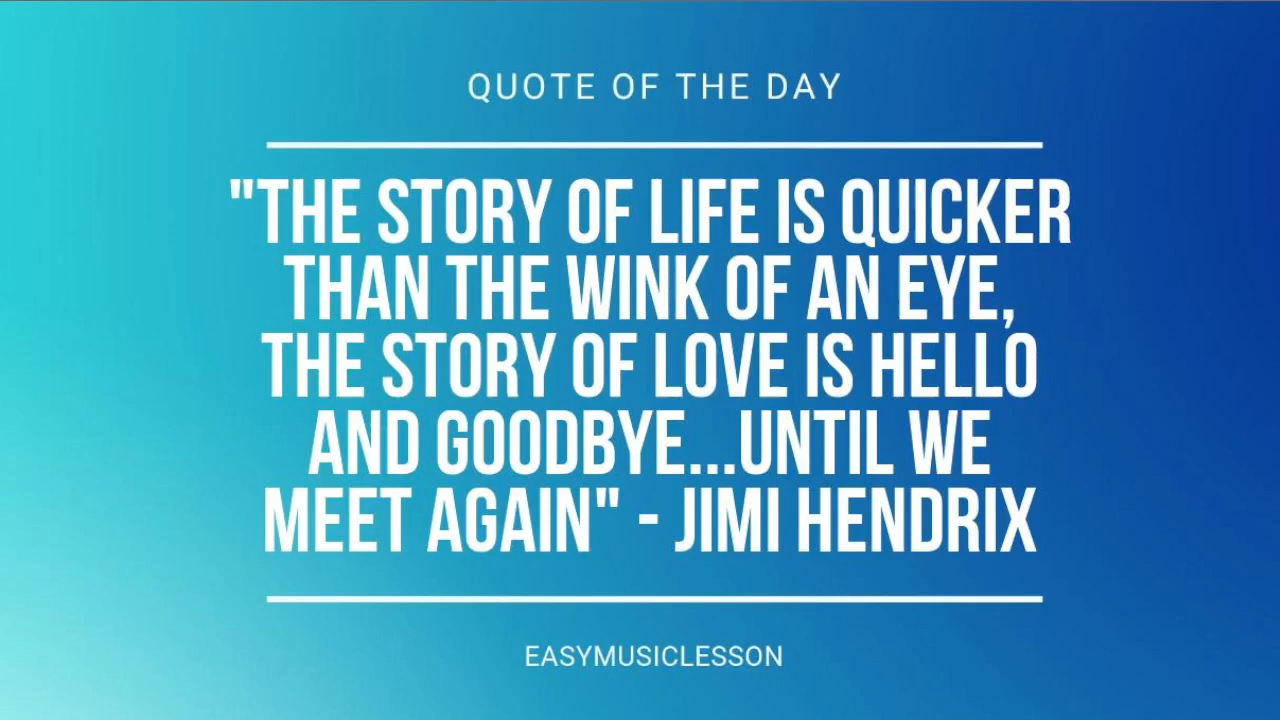 QUOTE OF THE DAY
"THE STORY OF LIFE IS QUICKER
THAN THE WINK OF AN EYE,
THE STORY OF LOVE IS HELLO
AND GOODBYE...UNTIL WE
MEET AGAIN" - JIMI HENDRIX
EASYMUSICLESSON